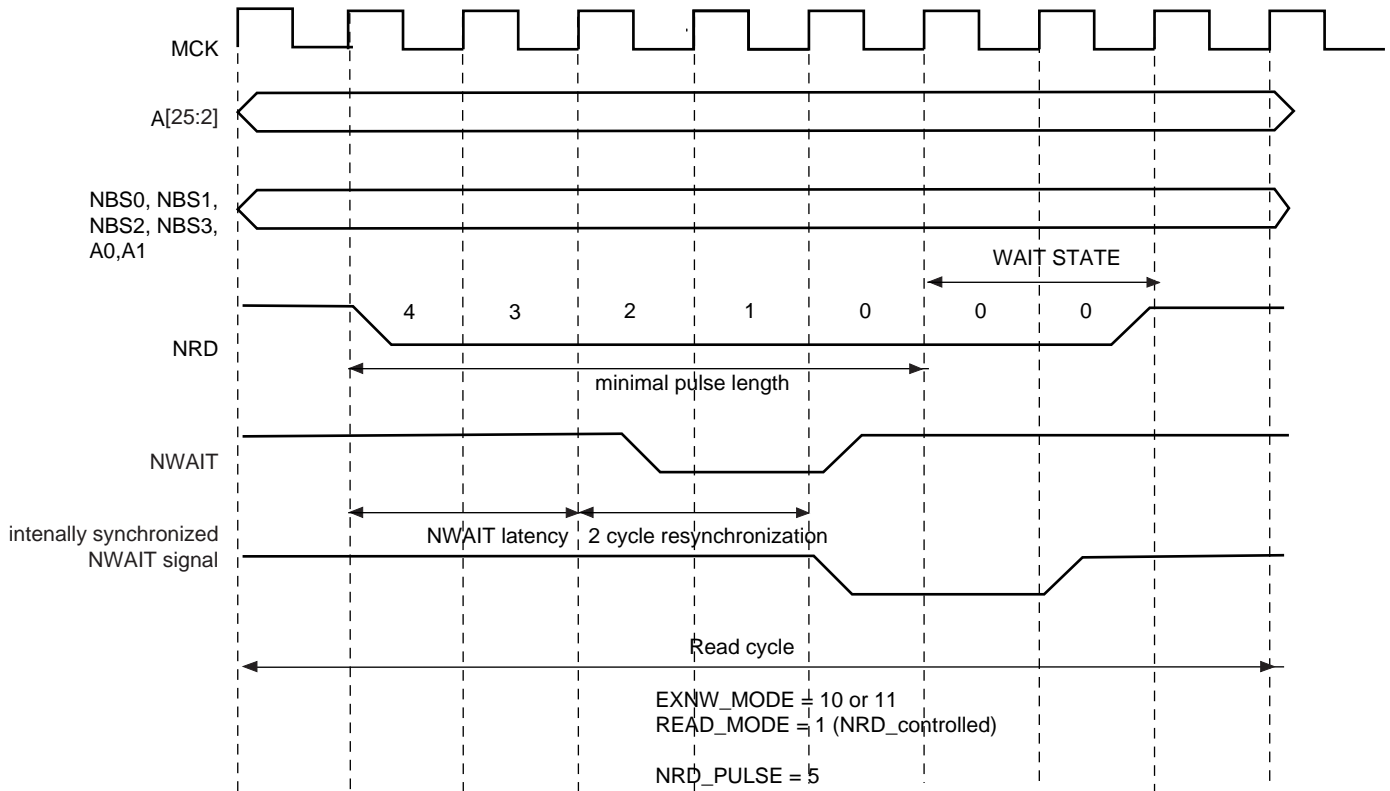 MCK
A[25:2]
NBS0, NBS1,
NBS2, NBS3,
A0,A1
WAIT STATE
4 3 2 1 0 0 0
NRD
minimal pulse length
NWAIT
intenally synchronized
NWAIT signal
NWAIT latency 2 cycle resynchronization
Read cycle
EXNW_MODE = 10 or 11
READ_MODE = 1 (NRD_controlled)
NRD_PULSE = 5